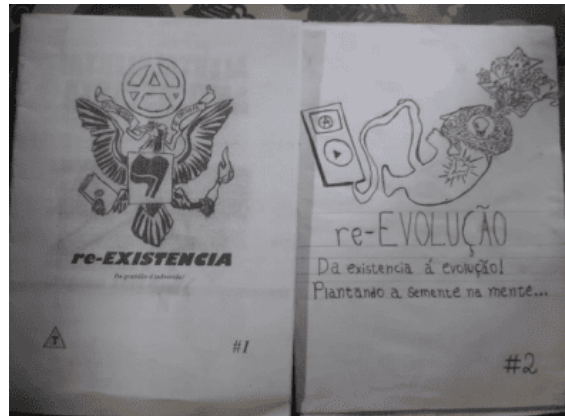 re-EXISTENCIA
#1
re-EVOLUÇÃO
Da existencia á evolução!
Plantando a semente na mente...
#2